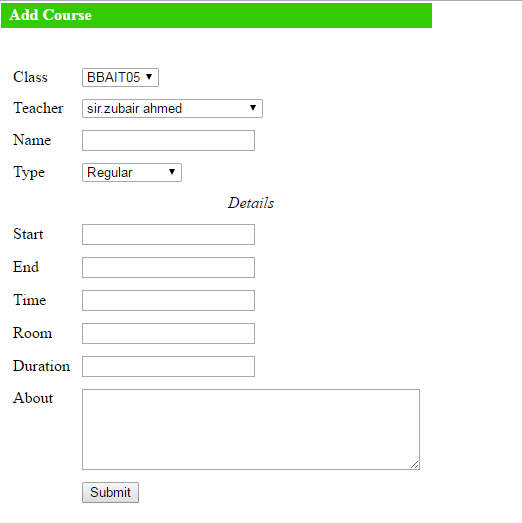 Add Course
Class BBAIT05
Teacher sir.zubair ahmed
Name
Type Regular
Details
Start
End
Time
Room
Duration
About
Submit